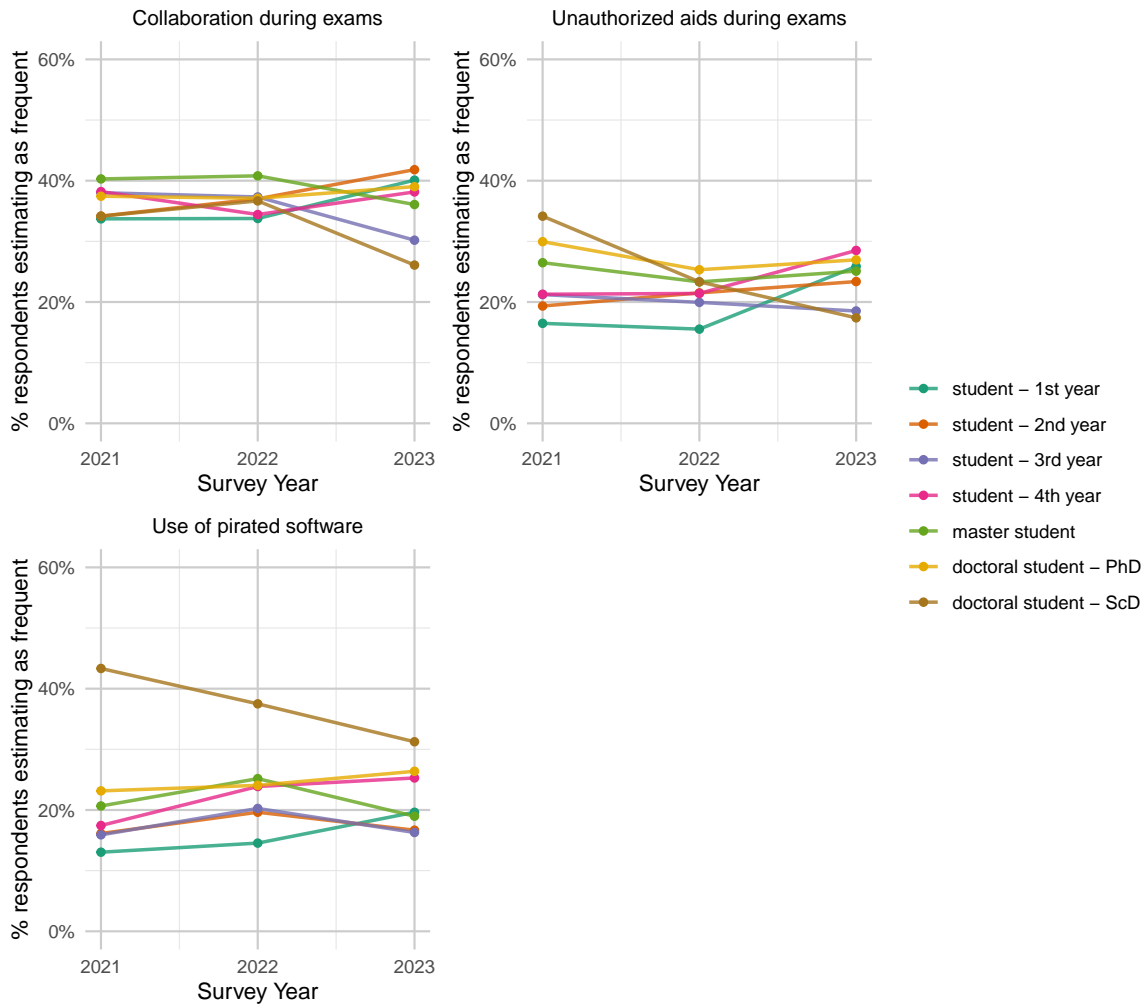 Collaboration during exams
% respondents estimating as frequent
60%
40%
20%
0%
2021 2022 2023
Survey Year
Unauthorized aids during exams
% respondents estimating as frequent
60%
40%
20%
0%
2021 2022 2023
Survey Year
Use of pirated software
% respondents estimating as frequent
60%
40%
20%
0%
2021 2022 2023
Survey Year
student – 1st year
student – 2nd year
student – 3rd year
student – 4th year
master student
doctoral student – PhD
doctoral student – ScD